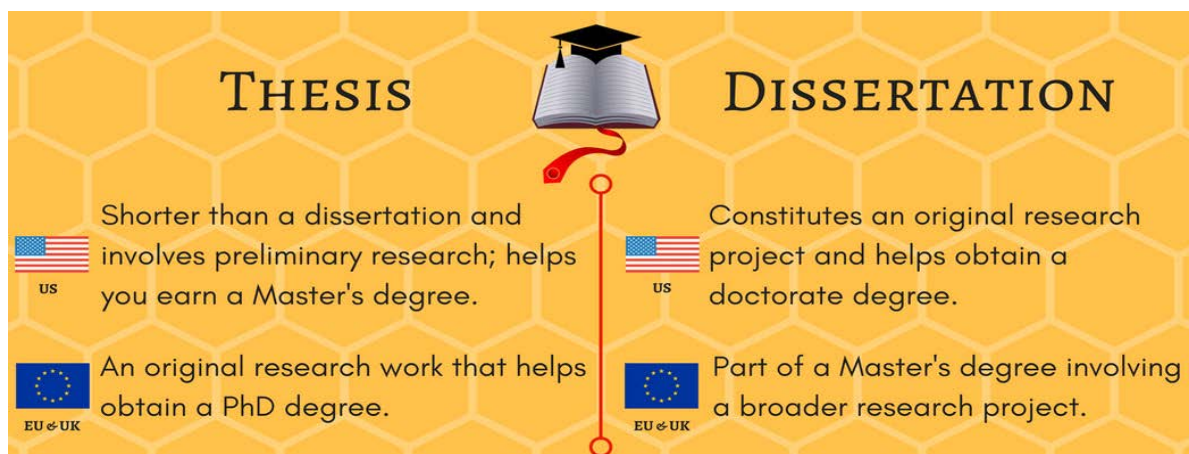 THESIS
Shorter than a dissertation and
involves preliminary research; helps
you earn a Master's degree.
US
An original research work that helps
obtain a PhD degree.
EU & UK
DISSERTATION
Constitutes an original research
project and helps obtain a
doctorate degree.
US
Part of a Master's degree involving
a broader research project.
EU & UK